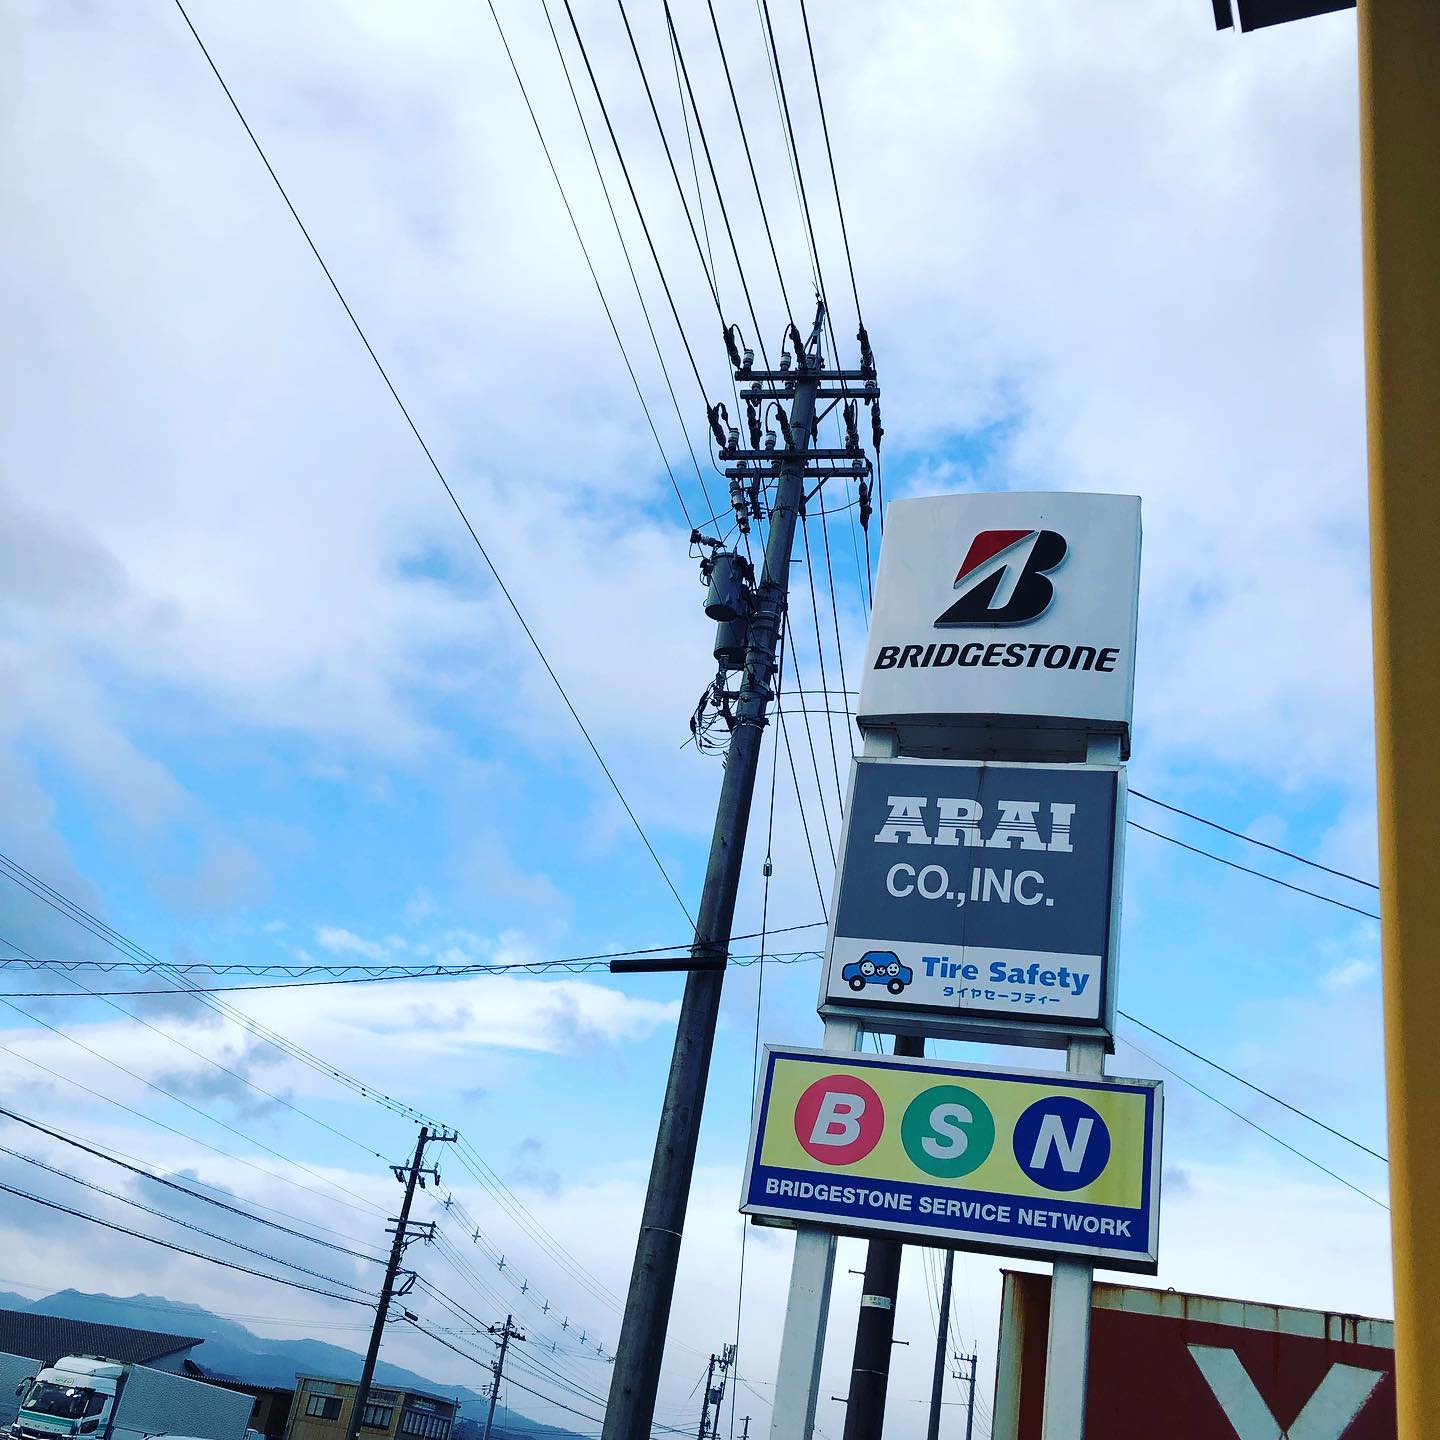 BRIDGESTONE
ARAI
CO.,INC.
Tire Safety
タイヤセーフティー
B S N
BRIDGESTONE SERVICE NETWORK
Y